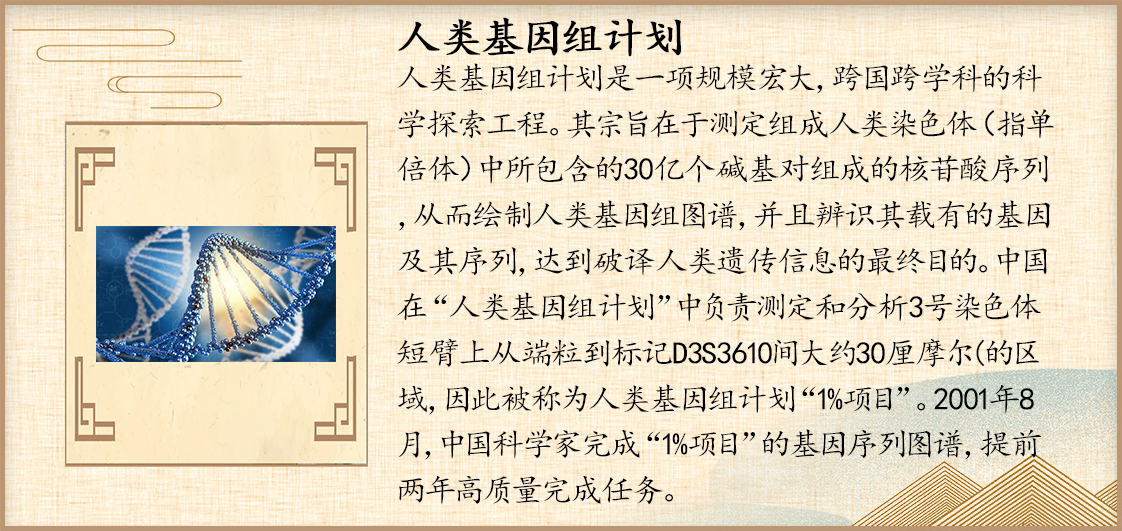 人类基因组计划
人类基因组计划是一项规模宏大,跨国跨学科的科
学探索工程。其宗旨在于测定组成人类染色体(指单
倍体)中所包含的30亿个碱基对组成的核苷酸序列
,从而绘制人类基因组图谱,并且辨识其载有的基因
及其序列,达到破译人类遗传信息的最终目的。中国
在“人类基因组计划”中负责测定和分析3号染色体
短臂上从端粒到标记D3S3610间大约30厘摩尔(的区
域,因此被称为人类基因组计划“1%项目”。2001年8
月,中国科学家完成“1%项目”的基因序列图谱,提前
两年高质量完成任务。